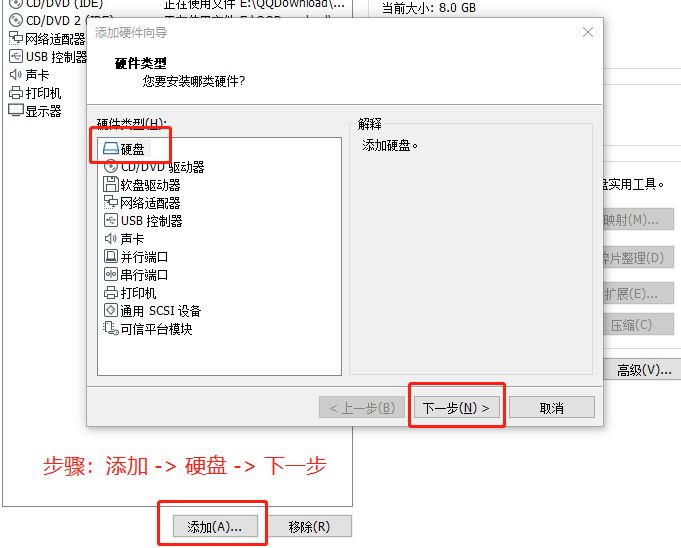 CD/DVD (IDE) 正在使用文件 E:\QQDownload\...
CD/DVD 2 (IDE)
网络适配器
USB 控制器
声卡
打印机
显示器
当前大小: 8.0 GB
添加硬件向导
硬件类型
您要安装哪类硬件?
硬件类型(H):
硬盘
CD/DVD 驱动器
软盘驱动器
网络适配器
USB 控制器
声卡
并行端口
串行端口
打印机
通用 SCSI 设备
可信平台模块
解释
添加硬盘。
< 上一步(B)
下一步(N) >
取消
盘实用工具。
映射(M)...
碎片整理(D)
扩展(E)...
压缩(C)
高级(V)...
步骤: 添加 -> 硬盘 -> 下一步
添加(A)...
移除(R)